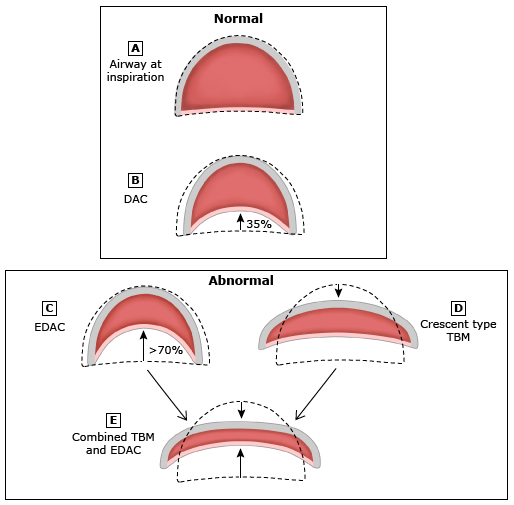 Normal
A
Airway at
inspiration
B
DAC
35%
Abnormal
C
EDAC
>70%
D
Crescent type
TBM
E
Combined TBM
and EDAC